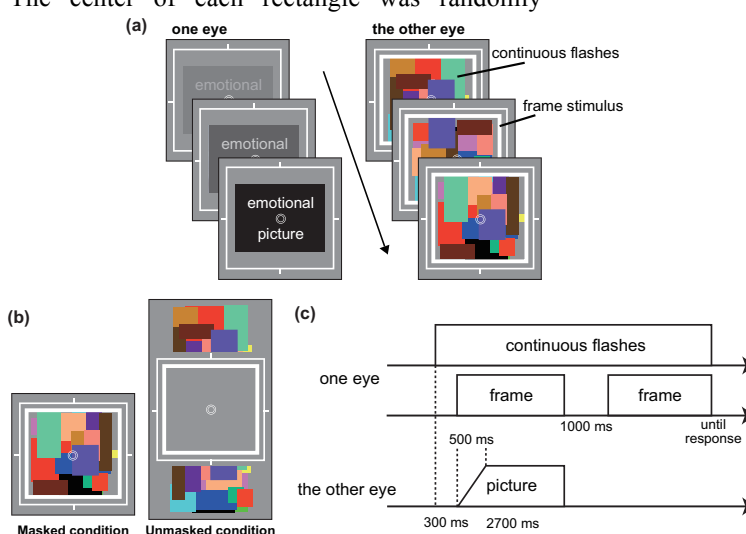 The center of each rectangle was randomly
(a)
one eye
the other eye
emotional
emotional
emotional
picture
continuous flashes
frame stimulus
(b)
Masked condition
Unmasked condition
(c)
continuous flashes
one eye
frame
frame
1000 ms
until
response
500 ms
the other eye
picture
300 ms
2700 ms